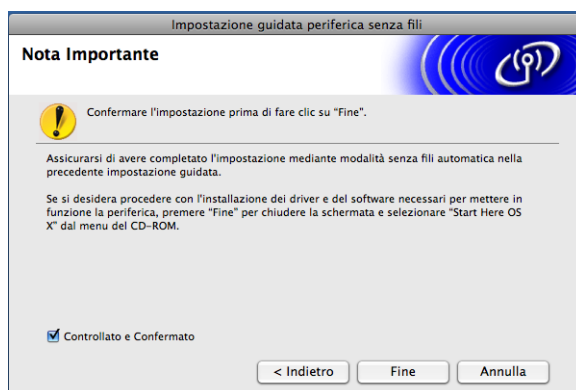 Impostazione guidata periferica senza fili
Nota Importante
Confermare l'impostazione prima di fare clic su "Fine".
Assicurarsi di avere completato l'impostazione mediante modalità senza fili automatica nella
precedente impostazione guidata.
Se si desidera procedere con l'installazione dei driver e del software necessari per mettere in
funzione la periferica, premere "Fine" per chiudere la schermata e selezionare "Start Here OS
X" dal menu del CD-ROM.
Controllato e Confermato
< Indietro
Fine
Annulla